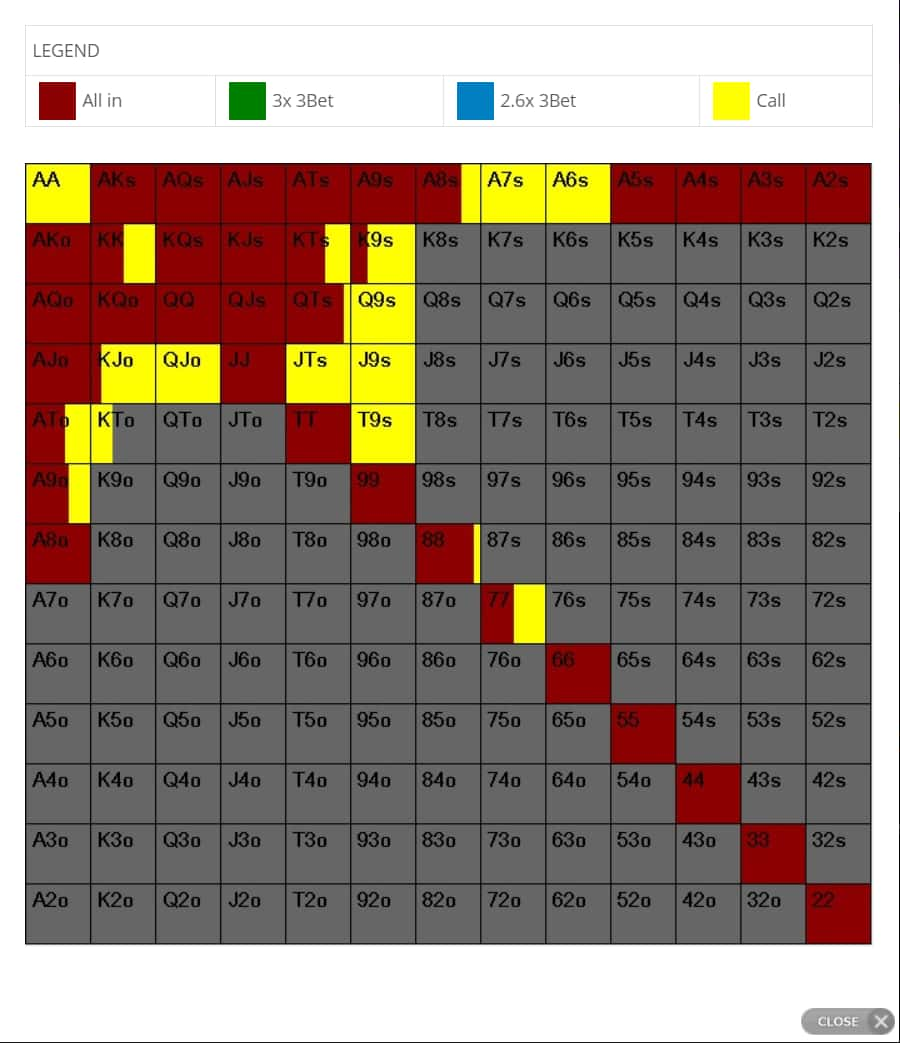 LEGEND
All in 3x 3Bet 2.6x 3Bet Call
AA AKs AQs AJs ATs A9s A8s A7s A6s A5s A4s A3s A2s
AKo KK KQs KJs KTs K9s K8s K7s K6s K5s K4s K3s K2s
AQo KQo QQ QJs QTs Q9s Q8s Q7s Q6s Q5s Q4s Q3s Q2s
AJo KJo QJo JJ JTs J9s J8s J7s J6s J5s J4s J3s J2s
ATo KTo QTo JTo TT T9s T8s T7s T6s T5s T4s T3s T2s
A9o K9o Q9o J9o T9o 99 98s 97s 96s 95s 94s 93s 92s
A8o K8o Q8o J8o T8o 98o 88 87s 86s 85s 84s 83s 82s
A7o K7o Q7o J7o T7o 97o 87o 77 76s 75s 74s 73s 72s
A6o K6o Q6o J6o T6o 96o 86o 76o 66 65s 64s 63s 62s
A5o K5o Q5o J5o T5o 95o 85o 75o 65o 55 54s 53s 52s
A4o K4o Q4o J4o T4o 94o 84o 74o 64o 54o 44 43s 42s
A3o K3o Q3o J3o T3o 93o 83o 73o 63o 53o 43o 33 32s
A2o K2o Q2o J2o T2o 92o 82o 72o 62o 52o 42o 32o 22
CLOSE